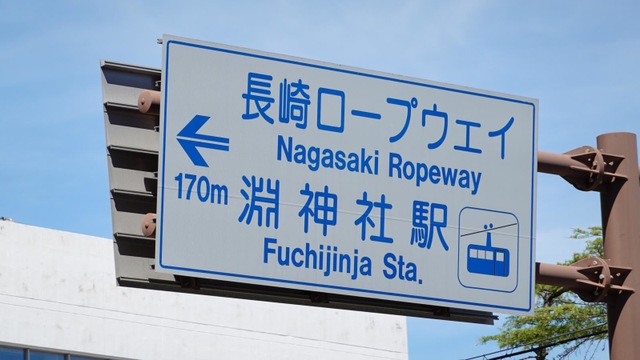 長崎ロープウェイ
Nagasaki Ropeway
170m
淵神社駅
Fuchijinja Sta.